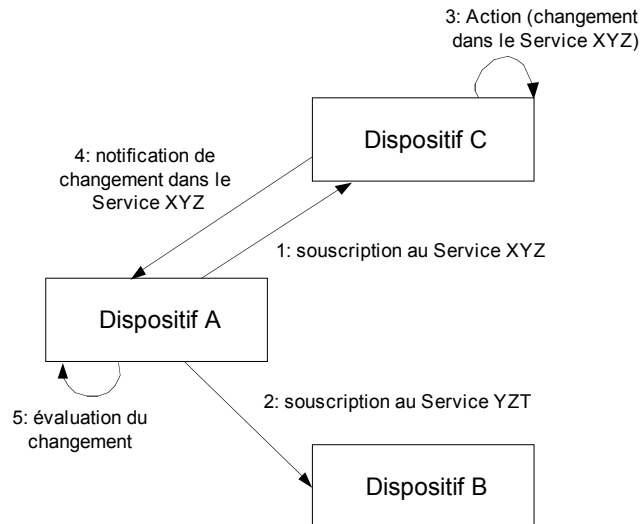 3: Action (changement
dans le Service XYZ)
Dispositif C
4: notification de
changement dans le
Service XYZ
1: souscription au Service XYZ
Dispositif A
2: souscription au Service YZT
5: évaluation du
changement
Dispositif B